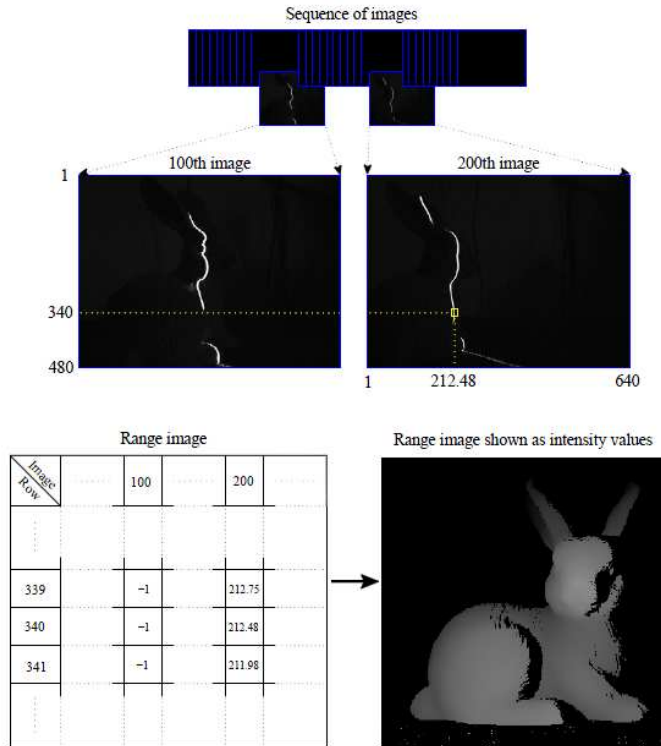 Sequence of images
100th image
200th image
1
340
480
1
212.48
640
Range image
Image
Row
100
200
339
−1
212.75
340
−1
212.48
341
−1
211.98
Range image shown as intensity values